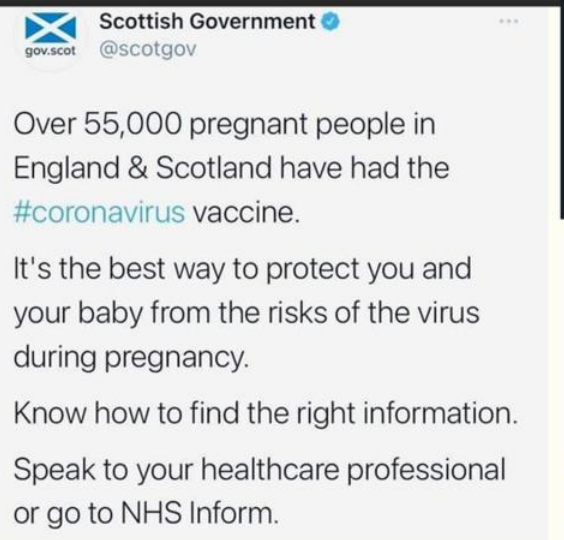 Scottish Government
gov.scot @scotgov
Over 55,000 pregnant people in
England & Scotland have had the
#coronavirus vaccine.
It's the best way to protect you and
your baby from the risks of the virus
during pregnancy.
Know how to find the right information.
Speak to your healthcare professional
or go to NHS Inform.